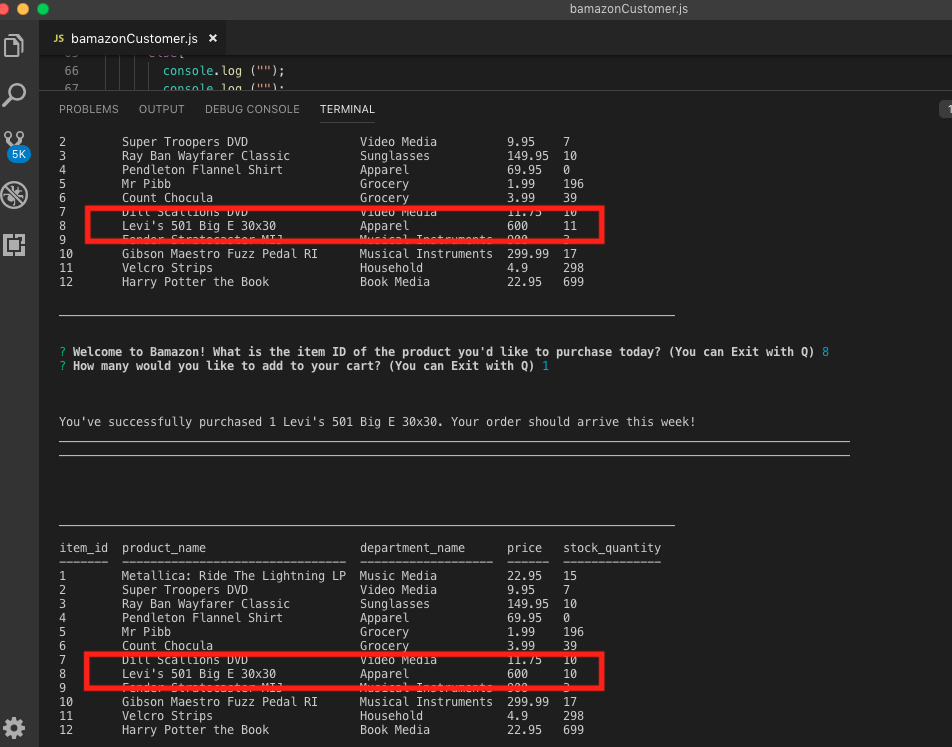 bamazonCustomer.js
JS bamazonCustomer.js ×
65 else{
66 console.log ("");
67 console.log ("");
PROBLEMS OUTPUT DEBUG CONSOLE TERMINAL 1
5K
2 Super Troopers DVD Video Media 9.95 7
3 Ray Ban Wayfarer Classic Sunglasses 149.95 10
4 Pendleton Flannel Shirt Apparel 69.95 0
5 Mr Pibb Grocery 1.99 196
6 Count Chocula Grocery 3.99 39
7 Dill Scallions DVD Video Media 11.75 10
8 Levi's 501 Big E 30x30 Apparel 600 11
9 Fender Stratocaster MIJ Musical Instruments 900 3
10 Gibson Maestro Fuzz Pedal RI Musical Instruments 299.99 17
11 Velcro Strips Household 4.9 298
12 Harry Potter the Book Book Media 22.95 699
? Welcome to Bamazon! What is the item ID of the product you'd like to purchase today? (You can Exit with Q) 8
? How many would you like to add to your cart? (You can Exit with Q) 1
You've successfully purchased 1 Levi's 501 Big E 30x30. Your order should arrive this week!
item_id product_name department_name price stock_quantity
1 Metallica: Ride The Lightning LP Music Media 22.95 15
2 Super Troopers DVD Video Media 9.95 7
3 Ray Ban Wayfarer Classic Sunglasses 149.95 10
4 Pendleton Flannel Shirt Apparel 69.95 0
5 Mr Pibb Grocery 1.99 196
6 Count Chocula Grocery 3.99 39
7 Dill Scallions DVD Video Media 11.75 10
8 Levi's 501 Big E 30x30 Apparel 600 10
9 Fender Stratocaster MIJ Musical Instruments 900 3
10 Gibson Maestro Fuzz Pedal RI Musical Instruments 299.99 17
11 Velcro Strips Household 4.9 298
12 Harry Potter the Book Book Media 22.95 699